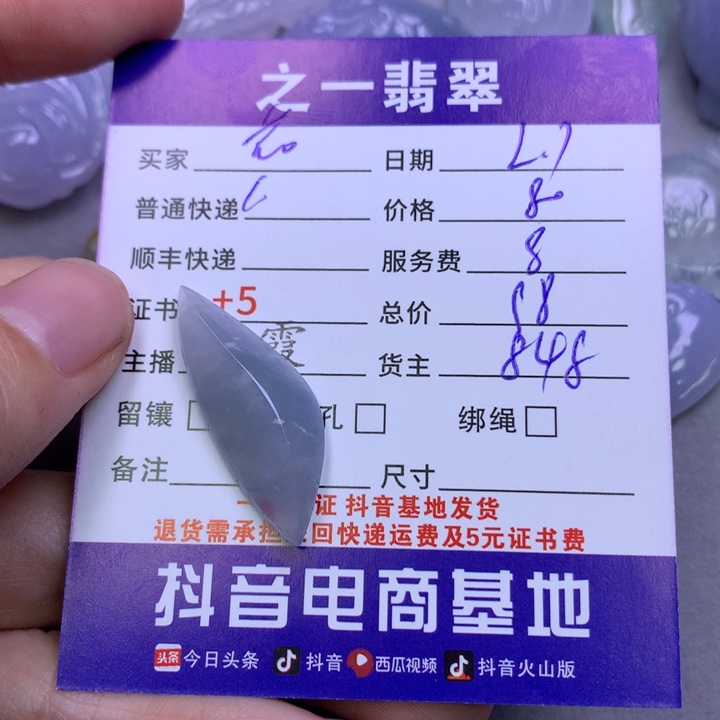 之一翡翠
买家 日期
普通快递 价格 80
顺丰快递 服务费 8
证书 +5 总价 88
主播 霞 货主 848
留镶 孔 绑绳
备注 尺寸
证 抖音基地发货
退货需承担 回快递运费及5元证书费
抖音电商基地
头条 今日头条 抖音 西瓜视频 抖音火山版